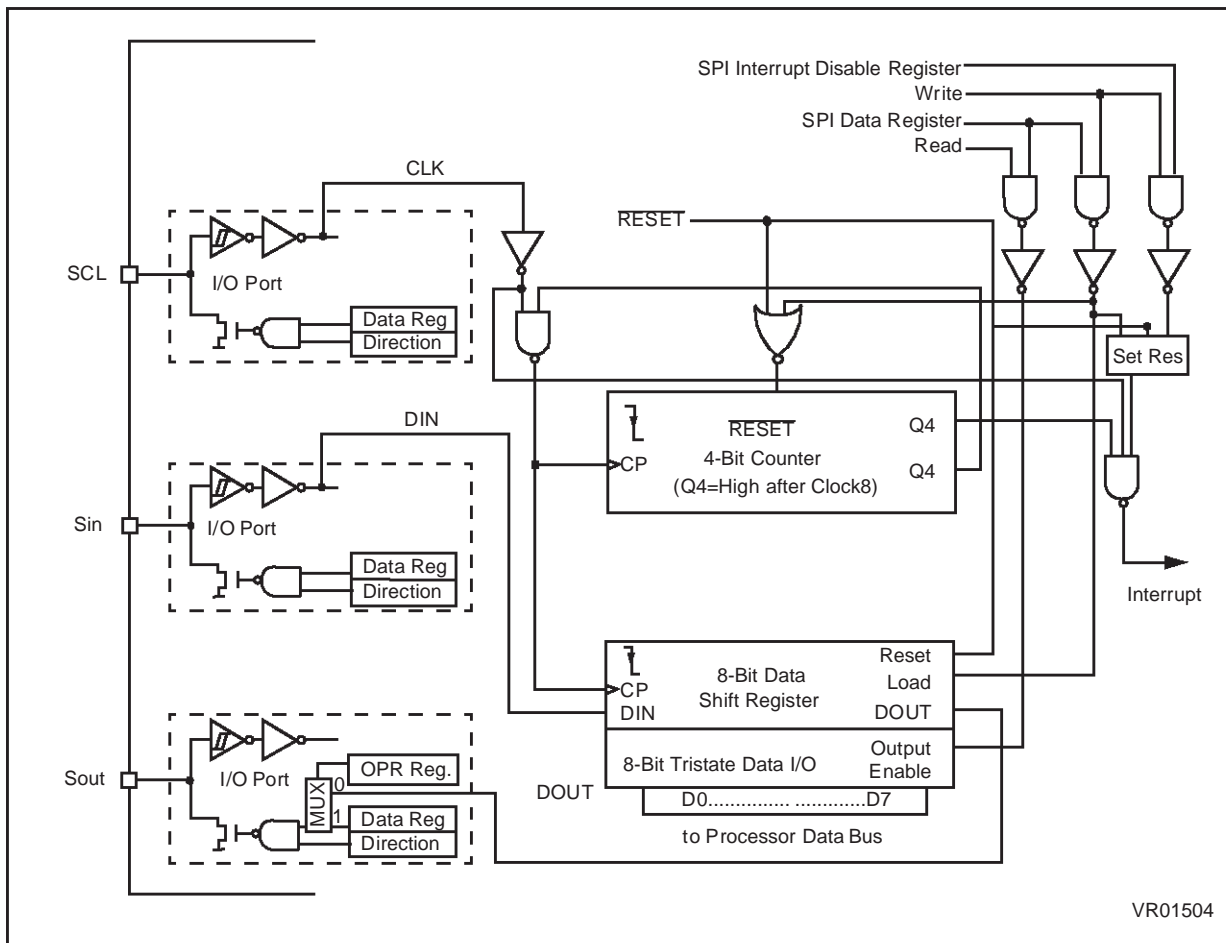 SPI Interrupt Disable Register
Write
SPI Data Register
Read
CLK
RESET
SCL
I/O Port
Data Reg
Direction
Set Res
DIN
RESET
4-Bit Counter
(Q4=High after Clock8)
CP
Q4
Q4
Sin
I/O Port
Data Reg
Direction
Interrupt
8-Bit Data
Shift Register
CP
DIN
Reset
Load
DOUT
Output
Enable
8-Bit Tristate Data I/O
DOUT
D0............... .............D7
to Processor Data Bus
Sout
I/O Port
OPR Reg.
MUX
0
1
Data Reg
Direction
VR01504